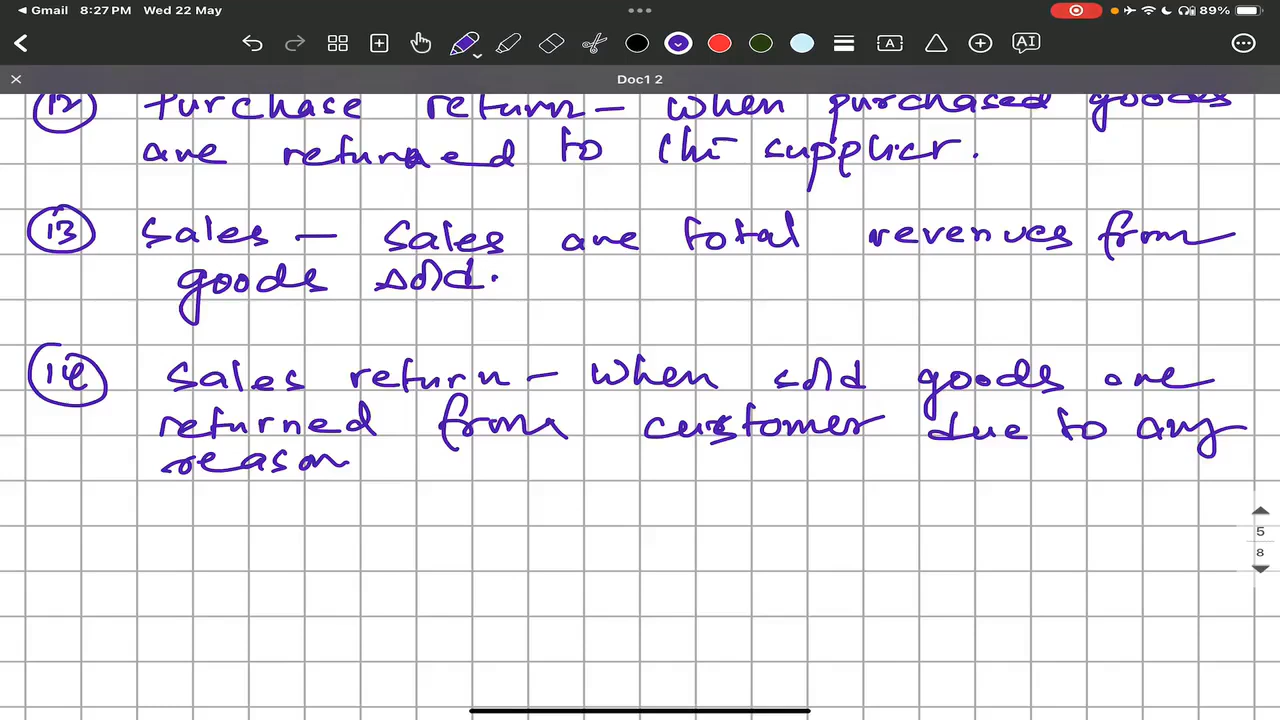 Gmail 8:27 PM Wed 22 May 89%
A AI
Doc1 2
12 Purchase return - when purchased goods
are returned to the supplier.
13 Sales - Sales are total revenues from
goods sold.
14 Sales return - When sold goods are
returned from customer due to any
reason
5
8